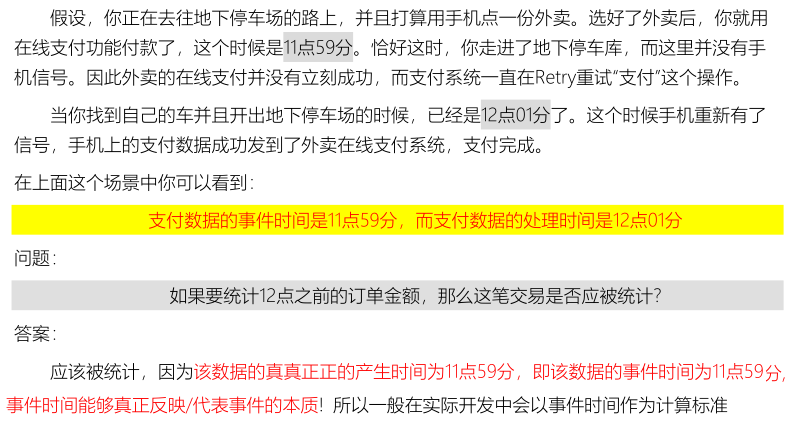 假设，你正在去往地下停车场的路上，并且打算用手机点一份外卖。选好了外卖后，你就用
在线支付功能付款了，这个时候是11点59分。恰好这时，你走进了地下停车库，而这里并没有手
机信号。因此外卖的在线支付并没有立刻成功，而支付系统一直在Retry重试“支付”这个操作。
当你找到自己的车并且开出地下停车场的时候，已经是12点01分了。这个时候手机重新有了
信号，手机上的支付数据成功发到了外卖在线支付系统，支付完成。
在上面这个场景中你可以看到：
支付数据的事件时间是11点59分，而支付数据的处理时间是12点01分
问题：
如果要统计12点之前的订单金额，那么这笔交易是否应被统计？
答案：
应该被统计，因为该数据的真真正正的产生时间为11点59分，即该数据的事件时间为11点59分，
事件时间能够真正反映/代表事件的本质！所以一般在实际开发中会以事件时间作为计算标准